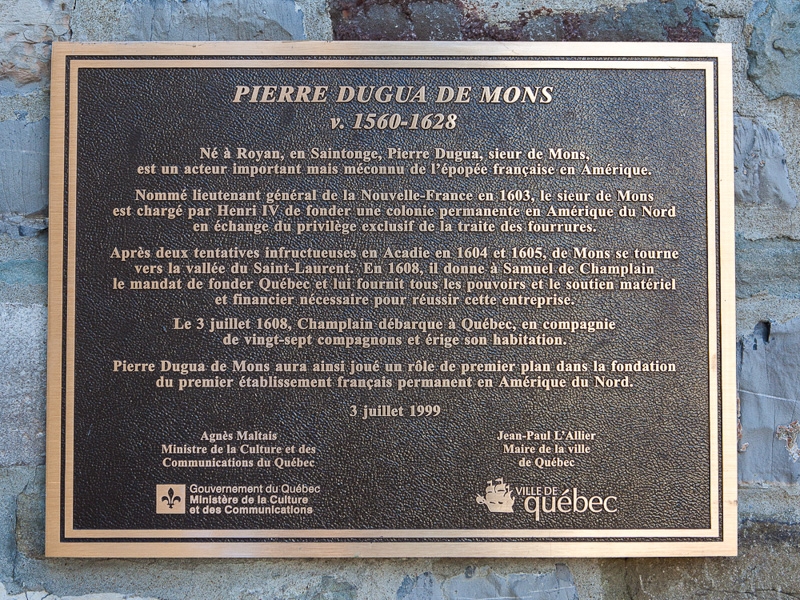 PIERRE DUGUA DE MONS
v. 1560-1628
Né à Royan, en Saintonge, Pierre Dugua, sieur de Mons,
est un acteur important mais méconnu de l'épopée française en Amérique.
Nommé lieutenant général de la Nouvelle-France en 1603, le sieur de Mons
est chargé par Henri IV de fonder une colonie permanente en Amérique du Nord
en échange du privilège exclusif de la traite des fourrures.
Après deux tentatives infructueuses en Acadie en 1604 et 1605, de Mons se tourne
vers la vallée du Saint-Laurent. En 1608, il donne à Samuel de Champlain
le mandat de fonder Québec et lui fournit tous les pouvoirs et le soutien matériel
et financier nécessaire pour réussir cette entreprise.
Le 3 juillet 1608, Champlain débarque à Québec, en compagnie
de vingt-sept compagnons et érige son habitation.
Pierre Dugua de Mons aura ainsi joué un rôle de premier plan dans la fondation
du premier établissement français permanent en Amérique du Nord.
3 juillet 1999
Agnès Maltais
Ministre de la Culture et des
Communications du Québec
Gouvernement du Québec
Ministère de la Culture
et des Communications
Jean-Paul L'Allier
Maire de la ville
de Québec
VILLE DE
québec